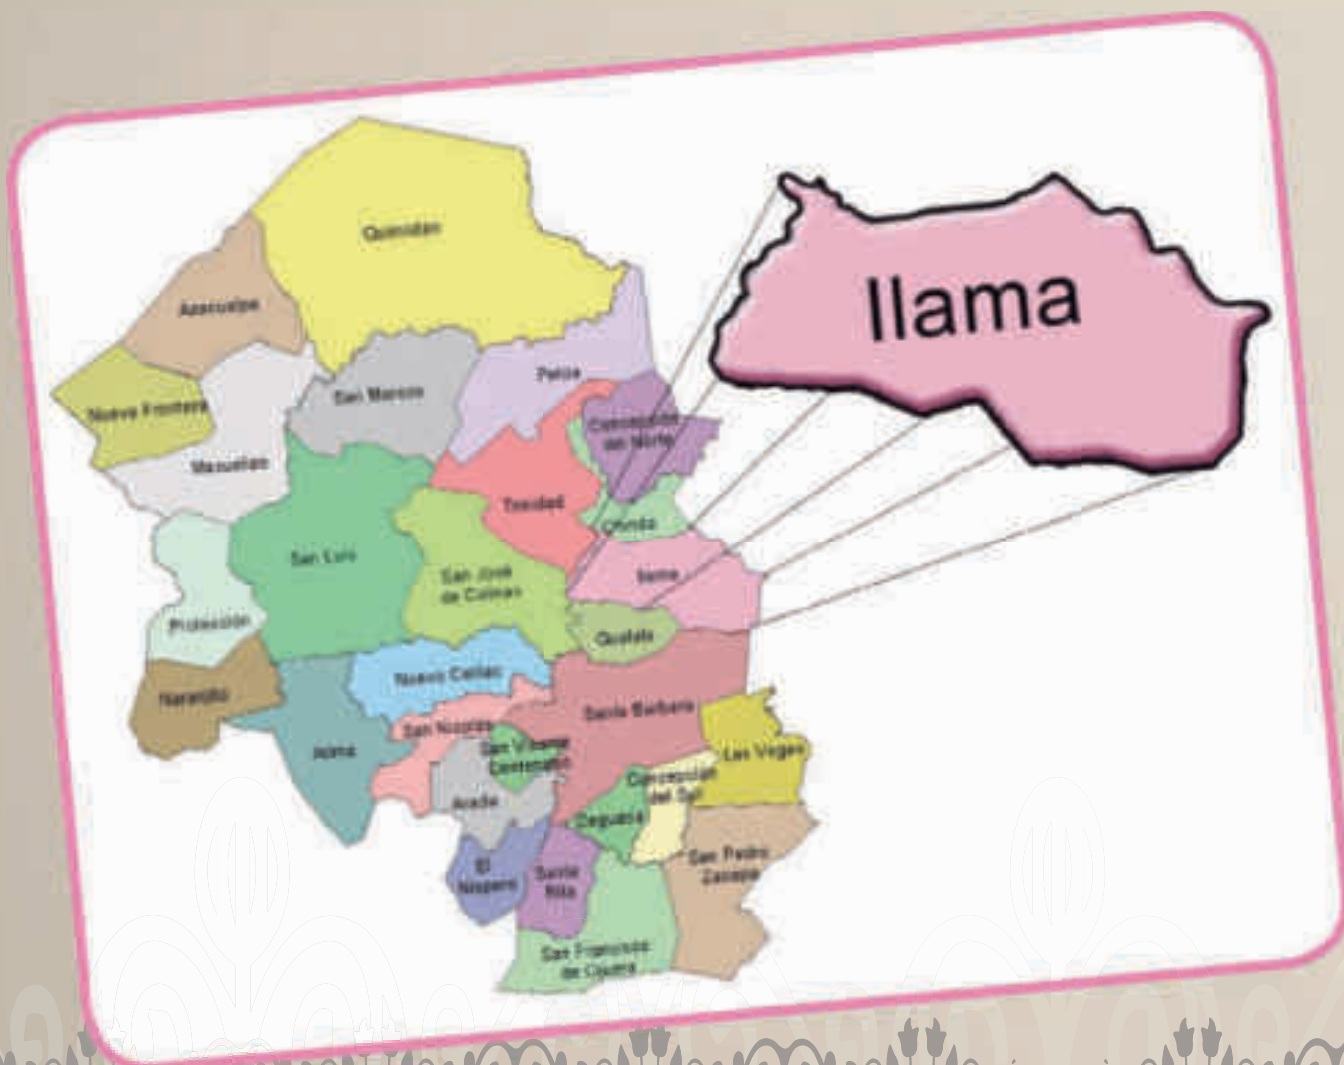 Quimistan
Azacualpa
Ilama
Petoa
San Marcos
Nueva Frontera
Concepción
del Norte
Macuelizo
Trinidad
Chinda
San Luis
Ilama
San José
de Colinas
Protección
Gualala
Nuevo Celilac
Naranjito
Santa Bárbara
San Nicolás
San Vicente
Centenario
Las Vegas
Atima
Concepción
del Sur
Arada
Ceguaca
San Pedro
Zacapa
El
Níspero
Santa
Rita
San Francisco
de Ojuera